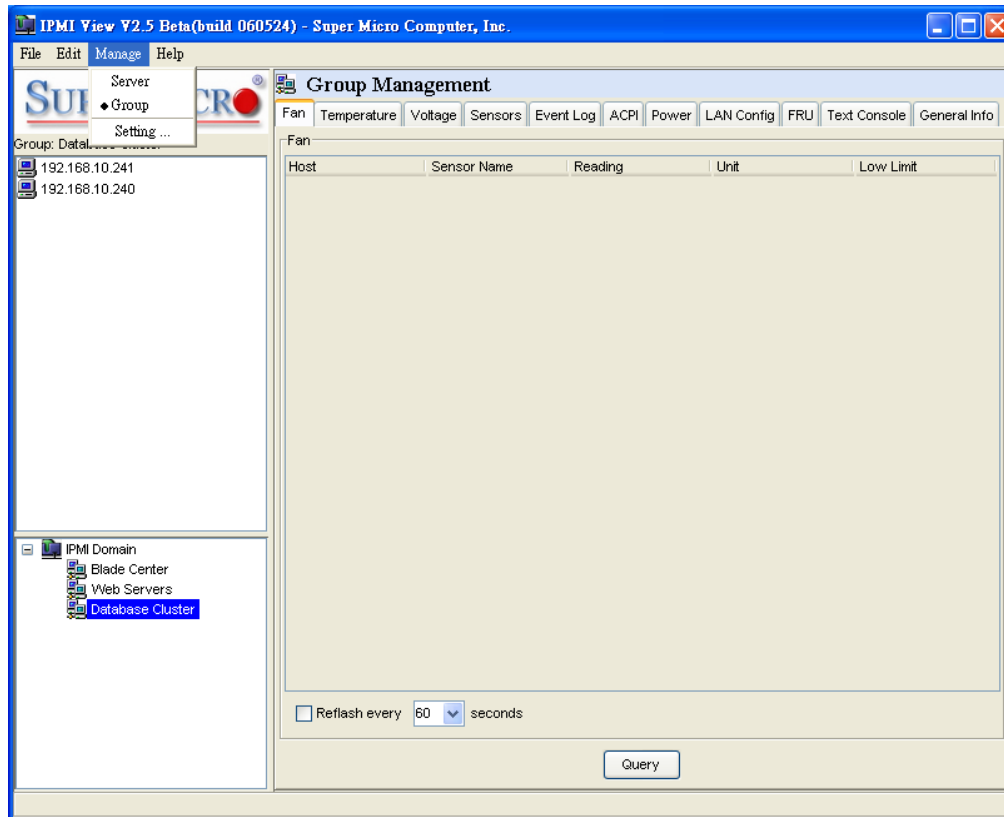 IPMI View V2.5 Beta(build 060524) - Super Micro Computer, Inc.
File Edit Manage Help
Server
Group
Setting ...
Group Management
Fan Temperature Voltage Sensors Event Log ACPI Power LAN Config FRU Text Console General Info
Group:
192.168.10.241
192.168.10.240
Fan
Host Sensor Name Reading Unit Low Limit
IPMI Domain
Blade Center
Web Servers
Database Cluster
Reflash every 60 seconds
Query